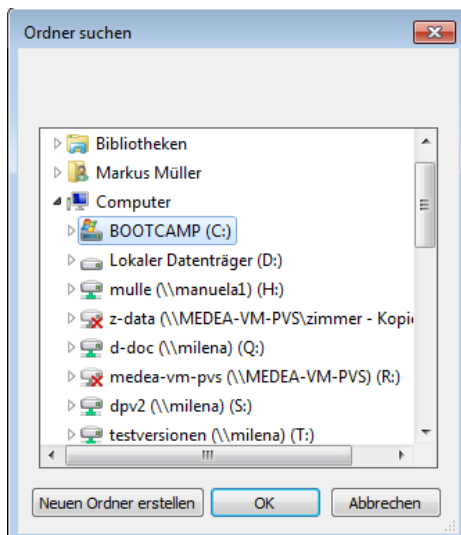 Ordner suchen
Bibliotheken
Markus Müller
Computer
BOOTCAMP (C:)
Lokaler Datenträger (D:)
mulle (\\manuela1) (H:)
z-data (\\MEDEA-VM-PVS\zimmer - Kopie
d-doc (\\milena) (Q:)
medea-vm-pvs (\\MEDEA-VM-PVS) (R:)
dpv2 (\\milena) (S:)
testversionen (\\milena) (T:)
Neuen Ordner erstellen OK Abbrechen